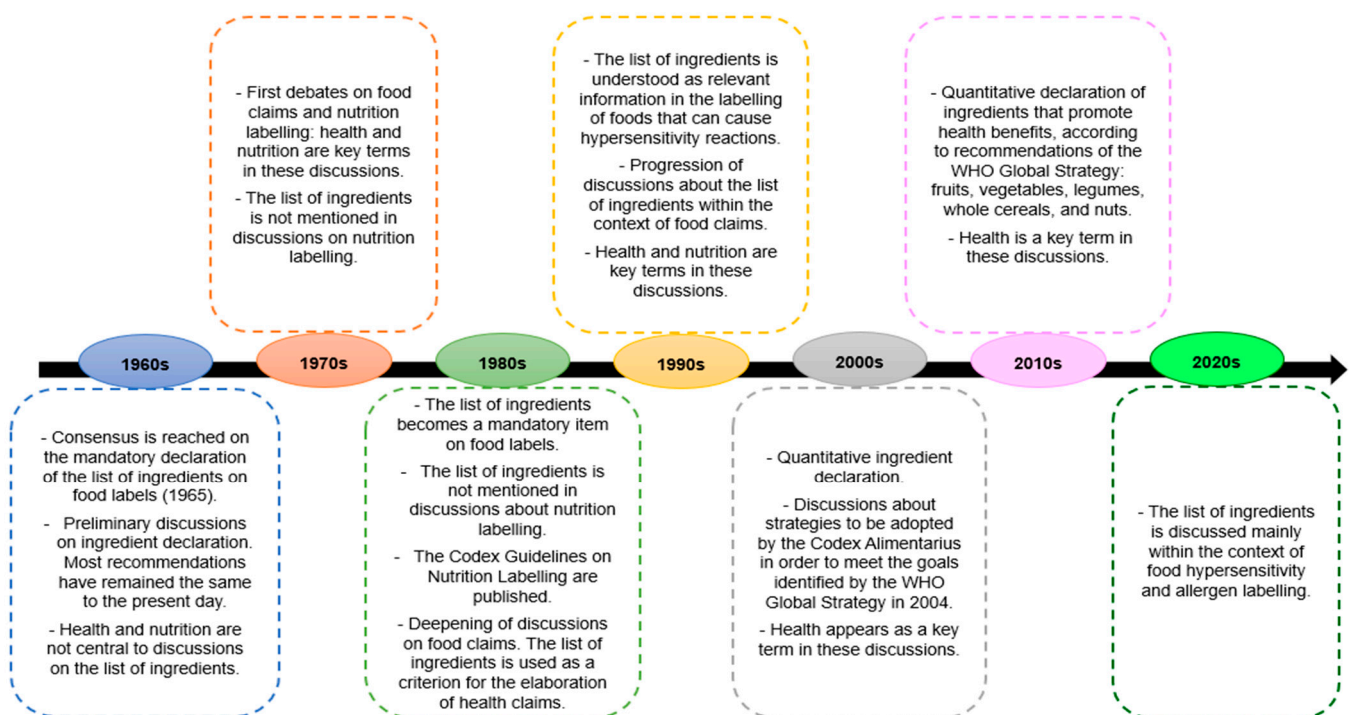 - First debates on food
claims and nutrition
labelling: health and
nutrition are key terms
in these discussions.
- The list of ingredients
is not mentioned in
discussions on nutrition
labelling.
- The list of ingredients is
understood as relevant
information in the labelling
of foods that can cause
hypersensitivity reactions.
- Progression of
discussions about the list
of ingredients within the
context of food claims.
- Health and nutrition are
key terms in these
discussions.
- Quantitative declaration of
ingredients that promote
health benefits, according
to recommendations of the
WHO Global Strategy:
fruits, vegetables, legumes,
whole cereals, and nuts.
- Health is a key term in
these discussions.
1960s
1970s
1980s
1990s
2000s
2010s
2020s
- Consensus is reached on
the mandatory declaration
of the list of ingredients on
food labels (1965).
- Preliminary discussions
on ingredient declaration.
Most recommendations
have remained the same
to the present day.
- Health and nutrition are
not central to discussions
on the list of ingredients.
- The list of ingredients
becomes a mandatory item
on food labels.
- The list of ingredients is
not mentioned in
discussions about nutrition
labelling.
- The Codex Guidelines on
Nutrition Labelling are
published.
- Deepening of discussions
on food claims. The list of
ingredients is used as a
criterion for the elaboration
of health claims.
- Quantitative ingredient
declaration.
- Discussions about
strategies to be adopted
by the Codex Alimentarius
in order to meet the goals
identified by the WHO
Global Strategy in 2004.
- Health appears as a key
term in these discussions.
- The list of ingredients
is discussed mainly
within the context of
food hypersensitivity
and allergen labelling.